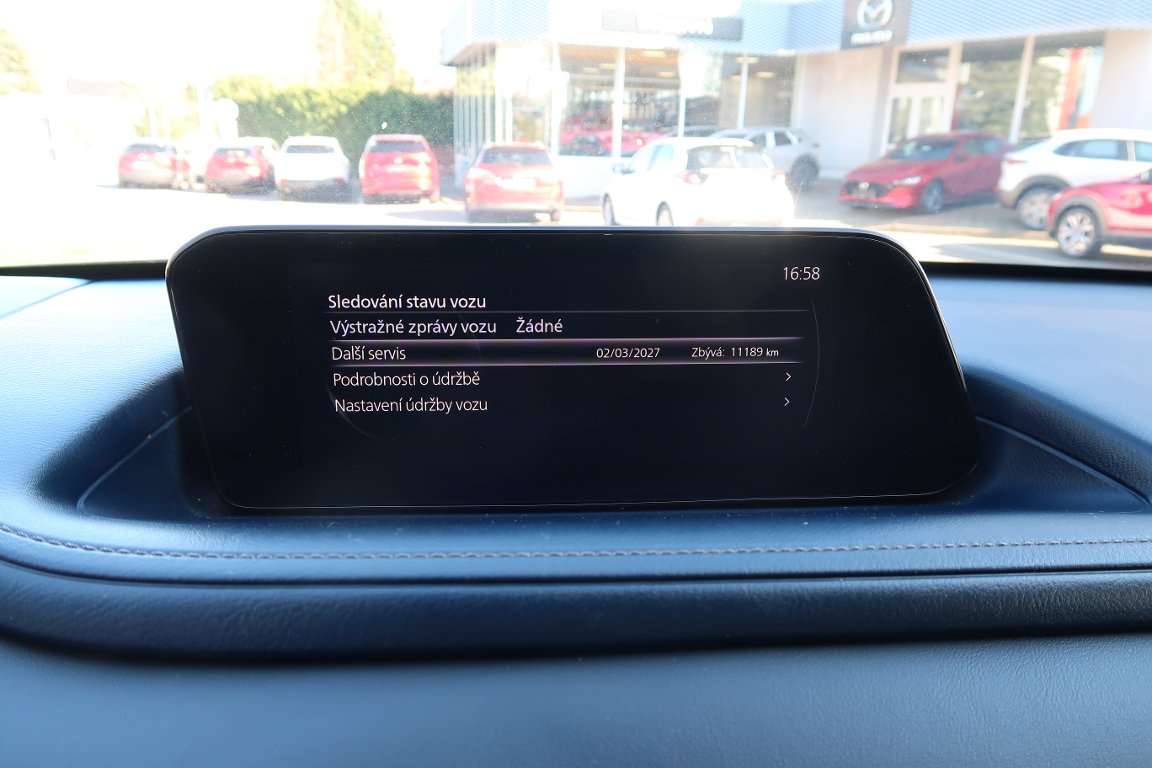 16:58
Sledování stavu vozu
Výstražné zprávy vozu Žádné
Další servis 02/03/2027 Zbývá: 11189 km
Podrobnosti o údržbě
Nastavení údržby vozu